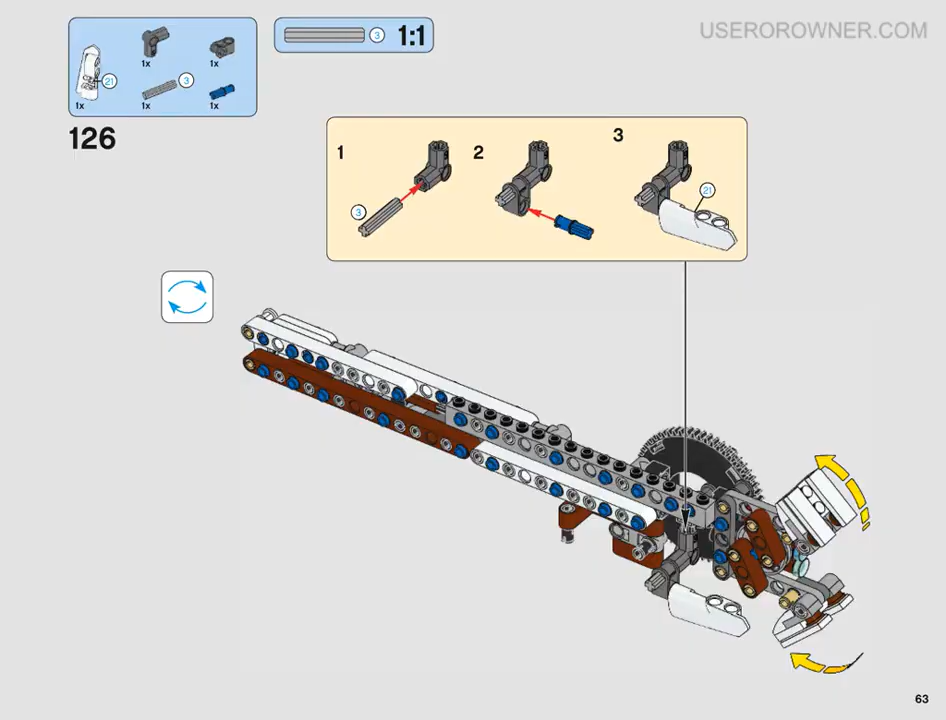 USEROROWNER.COM
3 1:1
1x 1x
21 3
1x 1x 1x
126
1 2 3
3 21
63